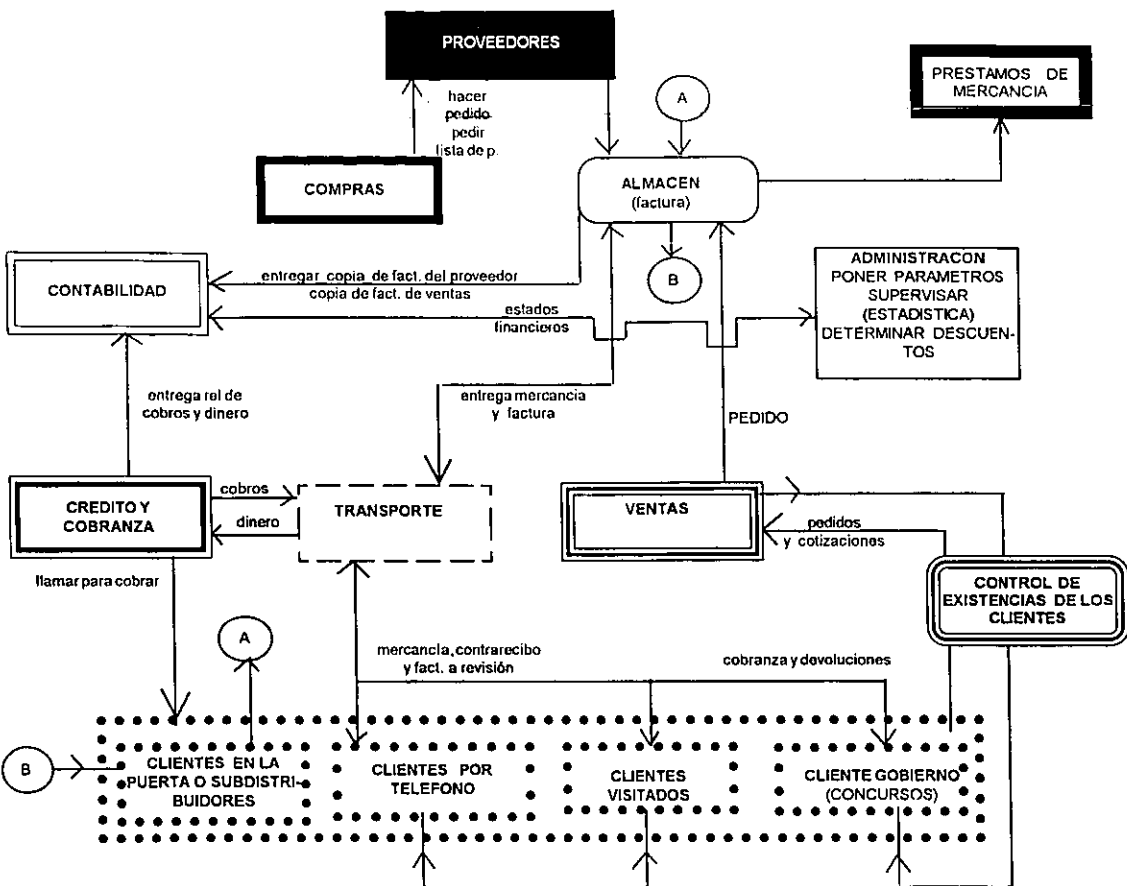 PROVEEDORES
PRESTAMOS DE
MERCANCIA
hacer
pedido
pedir
lista de p.
A
COMPRAS
ALMACEN
(factura)
CONTABILIDAD
entregar copia de fact. del proveedor
copia de fact. de ventas
estados
financieros
B
ADMINISTRACON
PONER PARAMETROS
SUPERVISAR
(ESTADISTICA)
DETERMINAR DESCUEN-
TOS
entrega rel de
cobros y dinero
entrega mercancia
y factura
PEDIDO
CREDITO Y
COBRANZA
cobros
dinero
TRANSPORTE
VENTAS
pedidos
y cotizaciones
llamar para cobrar
CONTROL DE
EXISTENCIAS DE LOS
CLIENTES
A
mercancía, contrarecibo
y fact. a revisión
cobranza y devoluciones
B
CLIENTES EN LA
PUERTA O SUBDISTRI-
BUIDORES
CLIENTES POR
TELEFONO
CLIENTES
VISITADOS
CLIENTE GOBIERNO
(CONCURSOS)